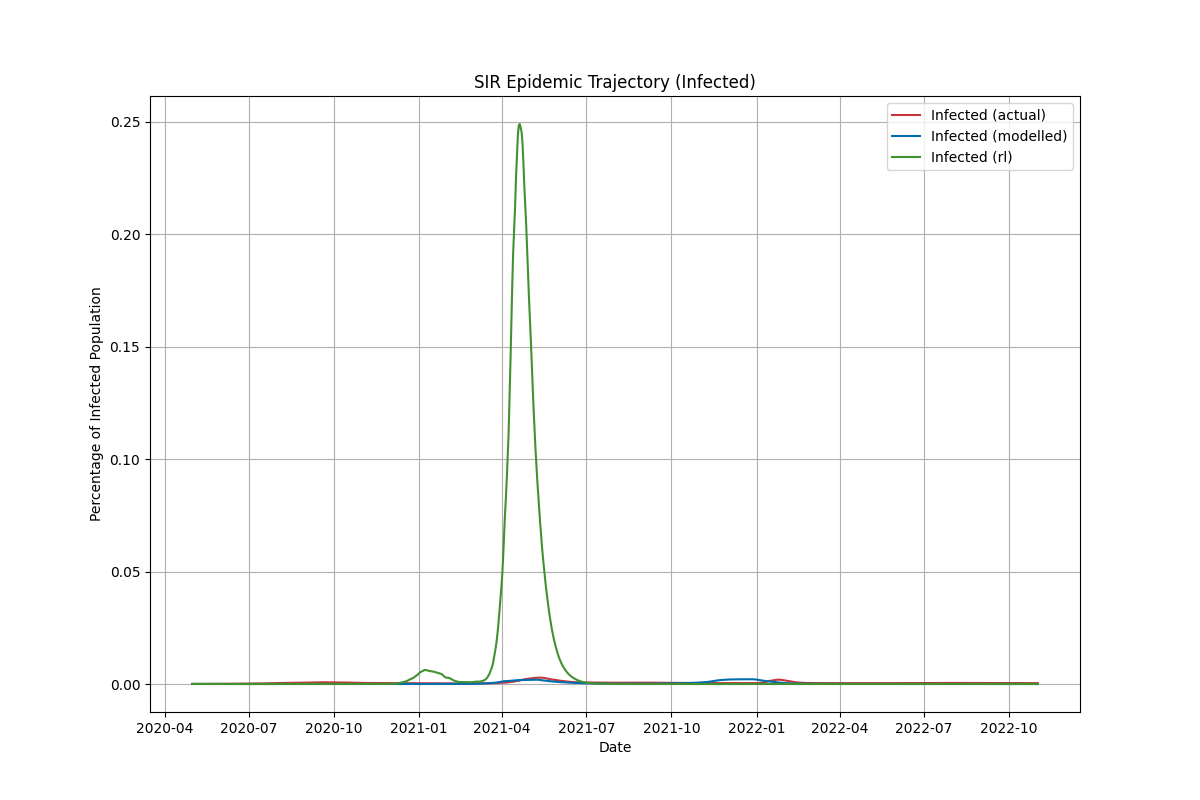 SIR Epidemic Trajectory (Infected)
Infected (actual)
Infected (modelled)
Infected (rl)
Percentage of Infected Population
0.25
0.20
0.15
0.10
0.05
0.00
2020-04 2020-07 2020-10 2021-01 2021-04 2021-07 2021-10 2022-01 2022-04 2022-07 2022-10
Date